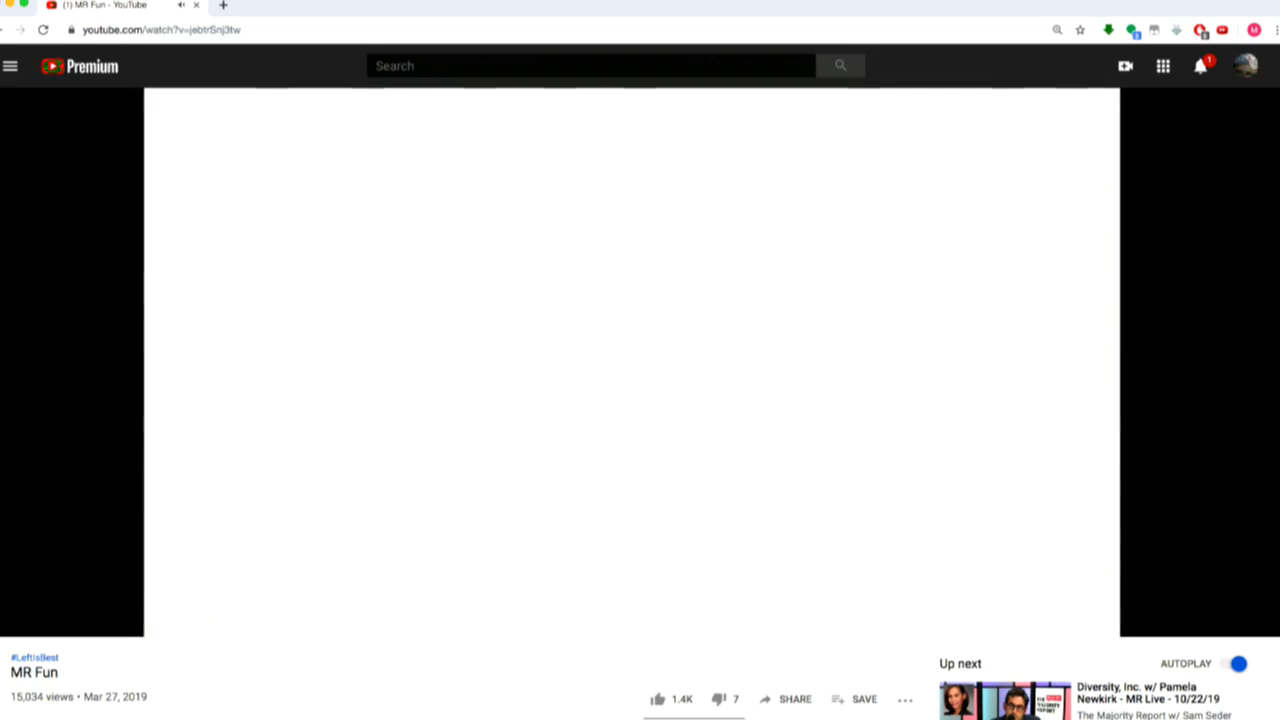 (1) MR Fun - YouTube
youtube.com/watch?v=jebtrSnj3tw
Premium
Search
1
M
#LeftIsBest
MR Fun
15,034 views • Mar 27, 2019
1.4K
7
SHARE
SAVE
Up next
AUTOPLAY
Diversity, Inc. w/ Pamela
Newkirk - MR Live - 10/22/19
The Majority Report w/ Sam Seder